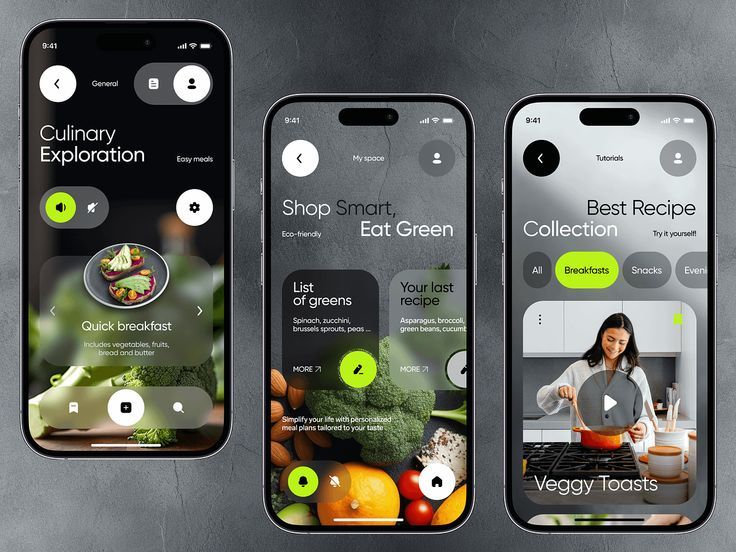 9:41
General
Culinary
Exploration
Easy meals
Quick breakfast
Includes vegetables, fruits,
bread and butter
9:41
My space
Shop Smart,
Eco-friendly
Eat Green
List
of greens
Spinach, zucchini,
brussels sprouts, peas ...
MORE
Your last
recipe
Asparagus, broccoli,
green beans, cucumb
MORE
Simplify your life with personalized
meal plans tailored to your taste
9:41
Tutorials
Best Recipe
Collection
Try it yourself!
All
Breakfasts
Snacks
Eveni
Veggy Toasts